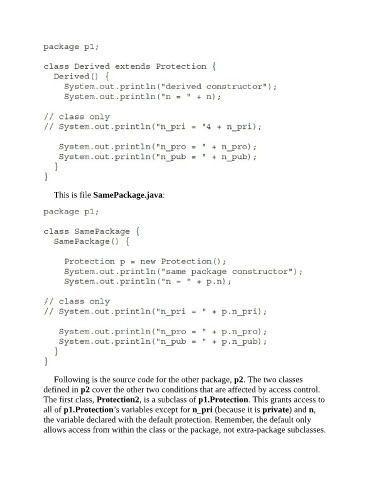 package p1;
class Derived extends Protection {
Derived() {
System.out.println("derived constructor");
System.out.println("n = " + n);
// class only
// System.out.println("n_pri = "4 + n_pri);
System.out.println("n_pro = " + n_pro);
System.out.println("n_pub = " + n_pub);
}
}
This is file SamePackage.java:
package p1;
class SamePackage {
SamePackage() {
Protection p = new Protection();
System.out.println("same package constructor");
System.out.println("n = " + p.n);
// class only
// System.out.println("n_pri = " + p.n_pri);
System.out.println("n_pro = " + p.n_pro);
System.out.println("n_pub = " + p.n_pub);
}
}
Following is the source code for the other package, p2. The two classes
defined in p2 cover the other two conditions that are affected by access control.
The first class, Protection2, is a subclass of p1.Protection. This grants access to
all of p1.Protection's variables except for n_pri (because it is private) and n,
the variable declared with the default protection. Remember, the default only
allows access from within the class or the package, not extra-package subclasses.